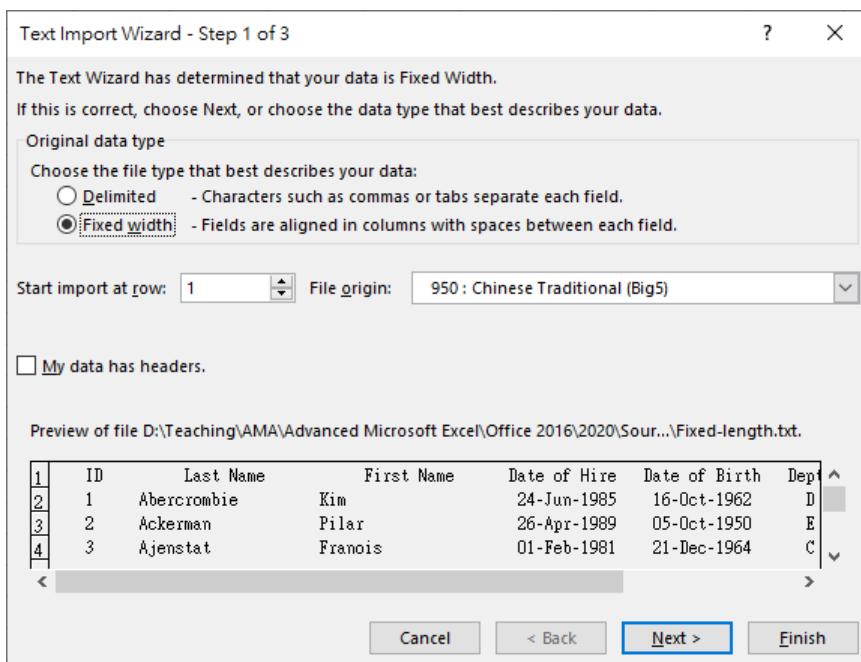 Text Import Wizard - Step 1 of 3 ? ×
The Text Wizard has determined that your data is Fixed Width.
If this is correct, choose Next, or choose the data type that best describes your data.
Original data type
Choose the file type that best describes your data:
Delimited - Characters such as commas or tabs separate each field.
Fixed width - Fields are aligned in columns with spaces between each field.
Start import at row: 1 File origin: 950 : Chinese Traditional (Big5)
My data has headers.
Preview of file D:\Teaching\AMA\Advanced Microsoft Excel\Office 2016\2020\Sour...\Fixed-length.txt.
1 ID Last Name First Name Date of Hire Date of Birth Dept
2 1 Abercrombie Kim 24-Jun-1985 16-Oct-1962 D
3 2 Ackerman Pilar 26-Apr-1989 05-Oct-1950 E
4 3 Ajenstat Franois 01-Feb-1981 21-Dec-1964 C
Cancel < Back Next > Finish